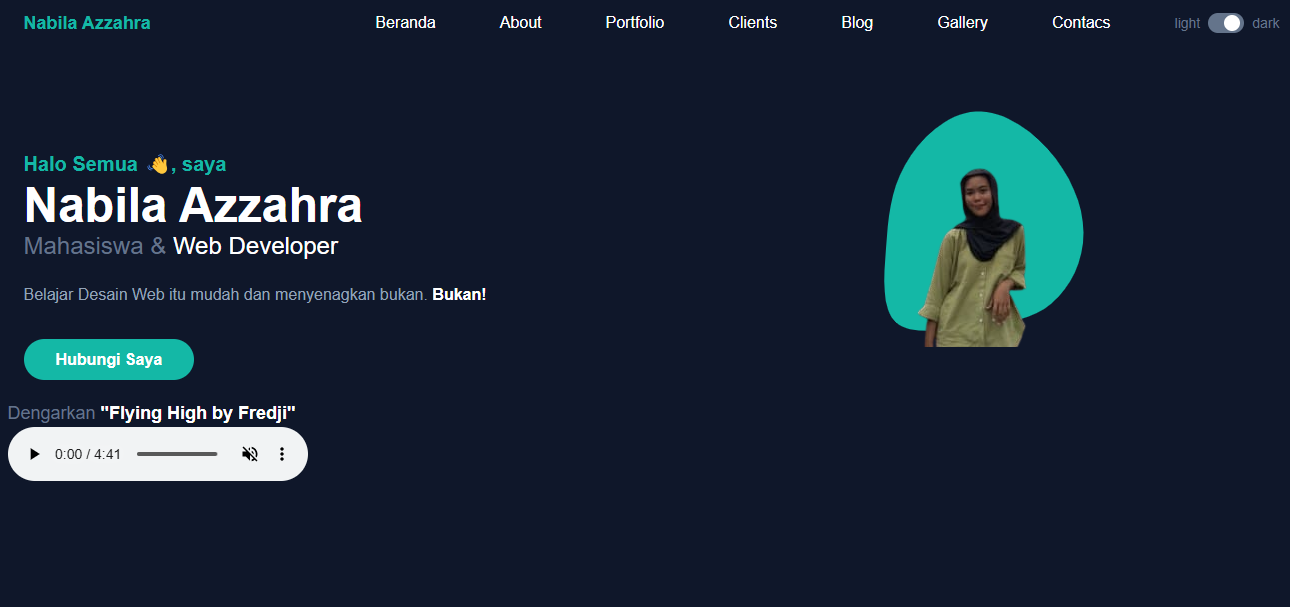 Nabila Azzahra Beranda About Portfolio Clients Blog Gallery Contacs light dark
Halo Semua 👋, saya
Nabila Azzahra
Mahasiswa & Web Developer
Belajar Desain Web itu mudah dan menyenagkan bukan. Bukan!
Hubungi Saya
Dengarkan "Flying High by Fredji"
0:00 / 4:41